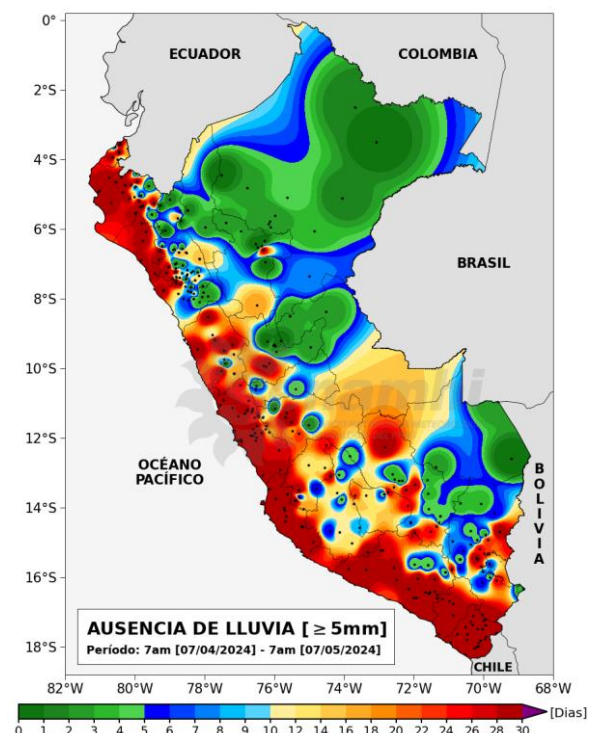 0°
2°S
4°S
6°S
8°S
10°S
12°S
14°S
16°S
18°S
ECUADOR
COLOMBIA
BRASIL
OCÉANO
PACÍFICO
B
O
L
I
V
I
A
AUSENCIA DE LLUVIA [ ≥ 5mm]
Período: 7am [07/04/2024] - 7am [07/05/2024]
CHILE
82°W 80°W 78°W 76°W 74°W 72°W 70°W 68°W
0 1 2 3 4 5 6 7 8 9 10 12 14 16 18 20 22 24 26 28 30 [Dias]